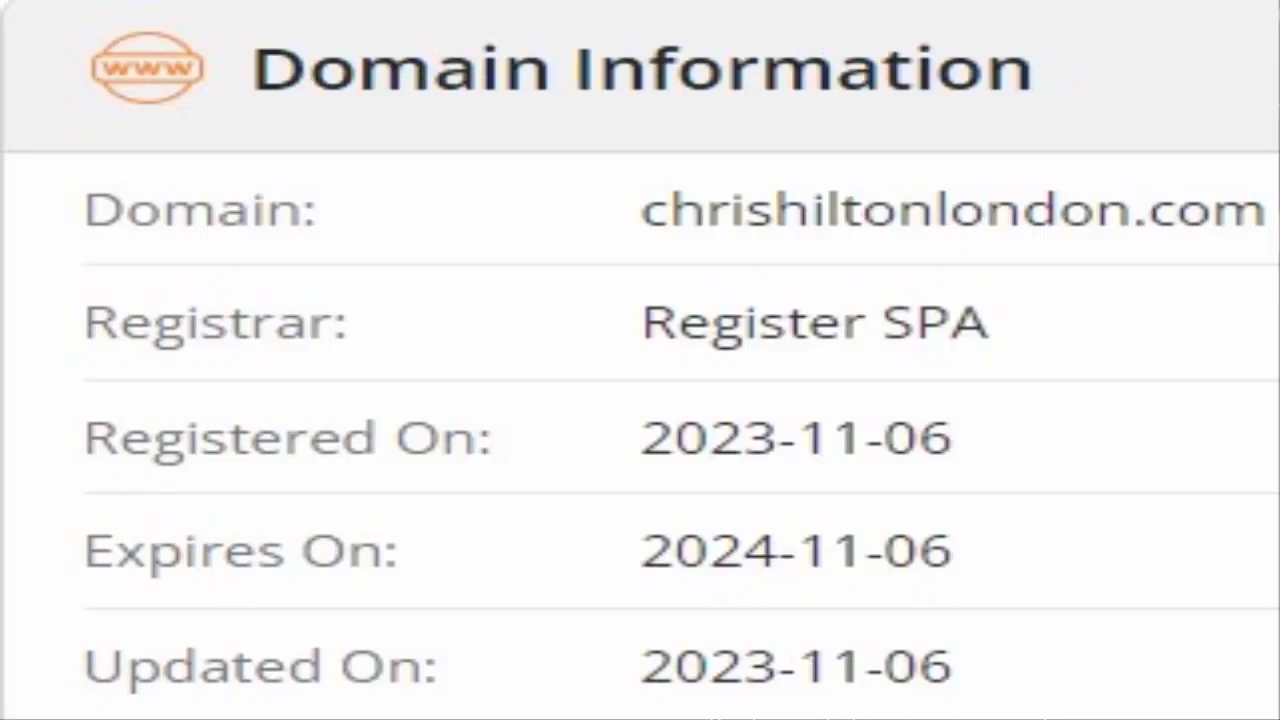 www
Domain Information
Domain: chrishiltonlondon.com
Registrar: Register SPA
Registered On: 2023-11-06
Expires On: 2024-11-06
Updated On: 2023-11-06